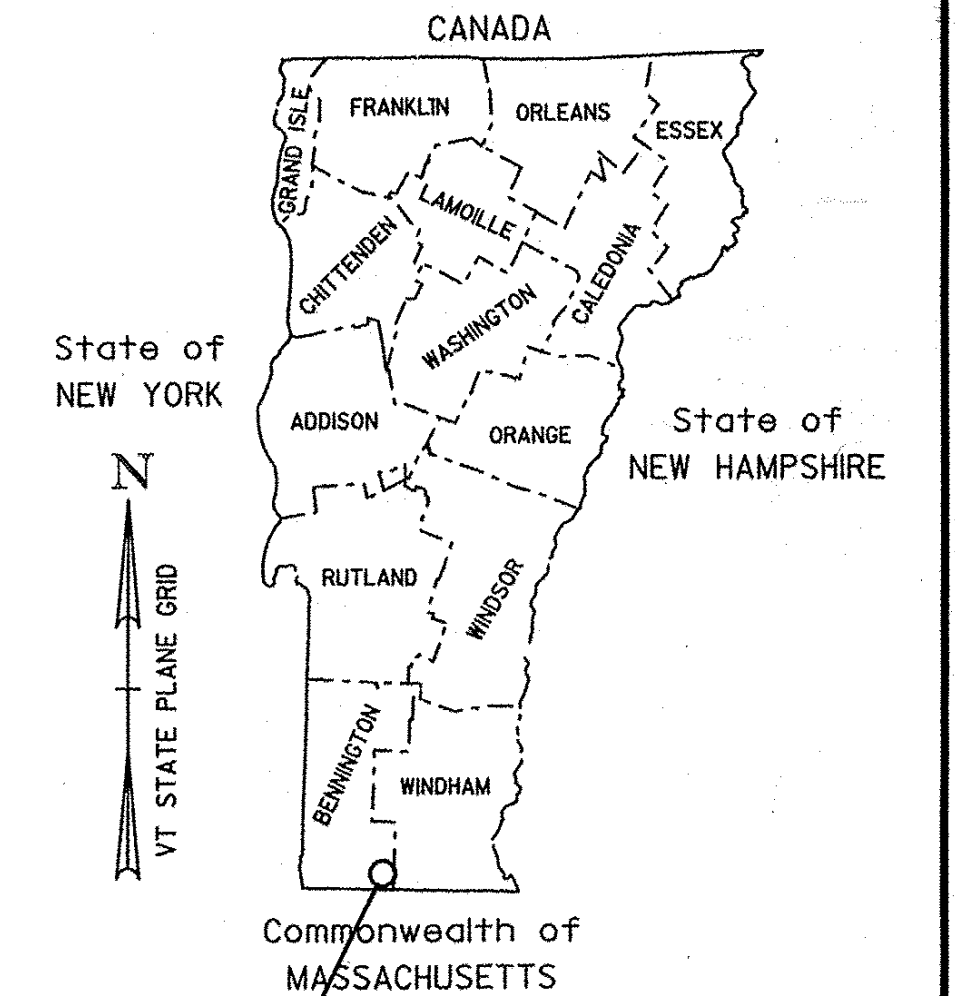 CANADA
FRANKLIN
ORLEANS
ESSEX
GRAND ISLE
LAMOILLE
CHITTENDEN
CALEDONIA
WASHINGTON
State of
NEW YORK
ADDISON
ORANGE
State of
NEW HAMPSHIRE
N
RUTLAND
WINDSOR
VT STATE PLANE GRID
BENNINGTON
WINDHAM
Commonwealth of
MASSACHUSETTS